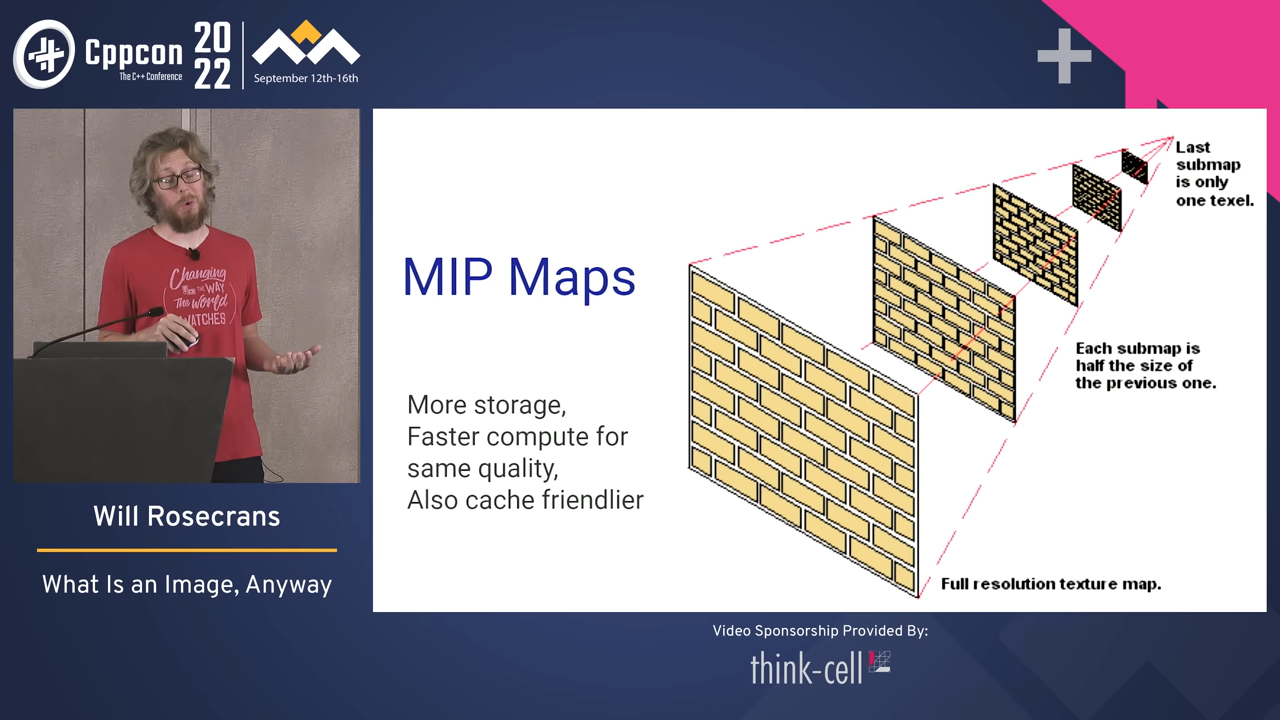 Cppcon
The C++ Conference
20
22
September 12th-16th
Changing
THE WAY
The World
WATCHES
Will Rosecrans
What Is an Image, Anyway
MIP Maps
More storage,
Faster compute for
same quality,
Also cache friendlier
Last
submap
is only
one texel.
Each submap is
half the size of
the previous one.
Full resolution texture map.
Video Sponsorship Provided By:
think-cell